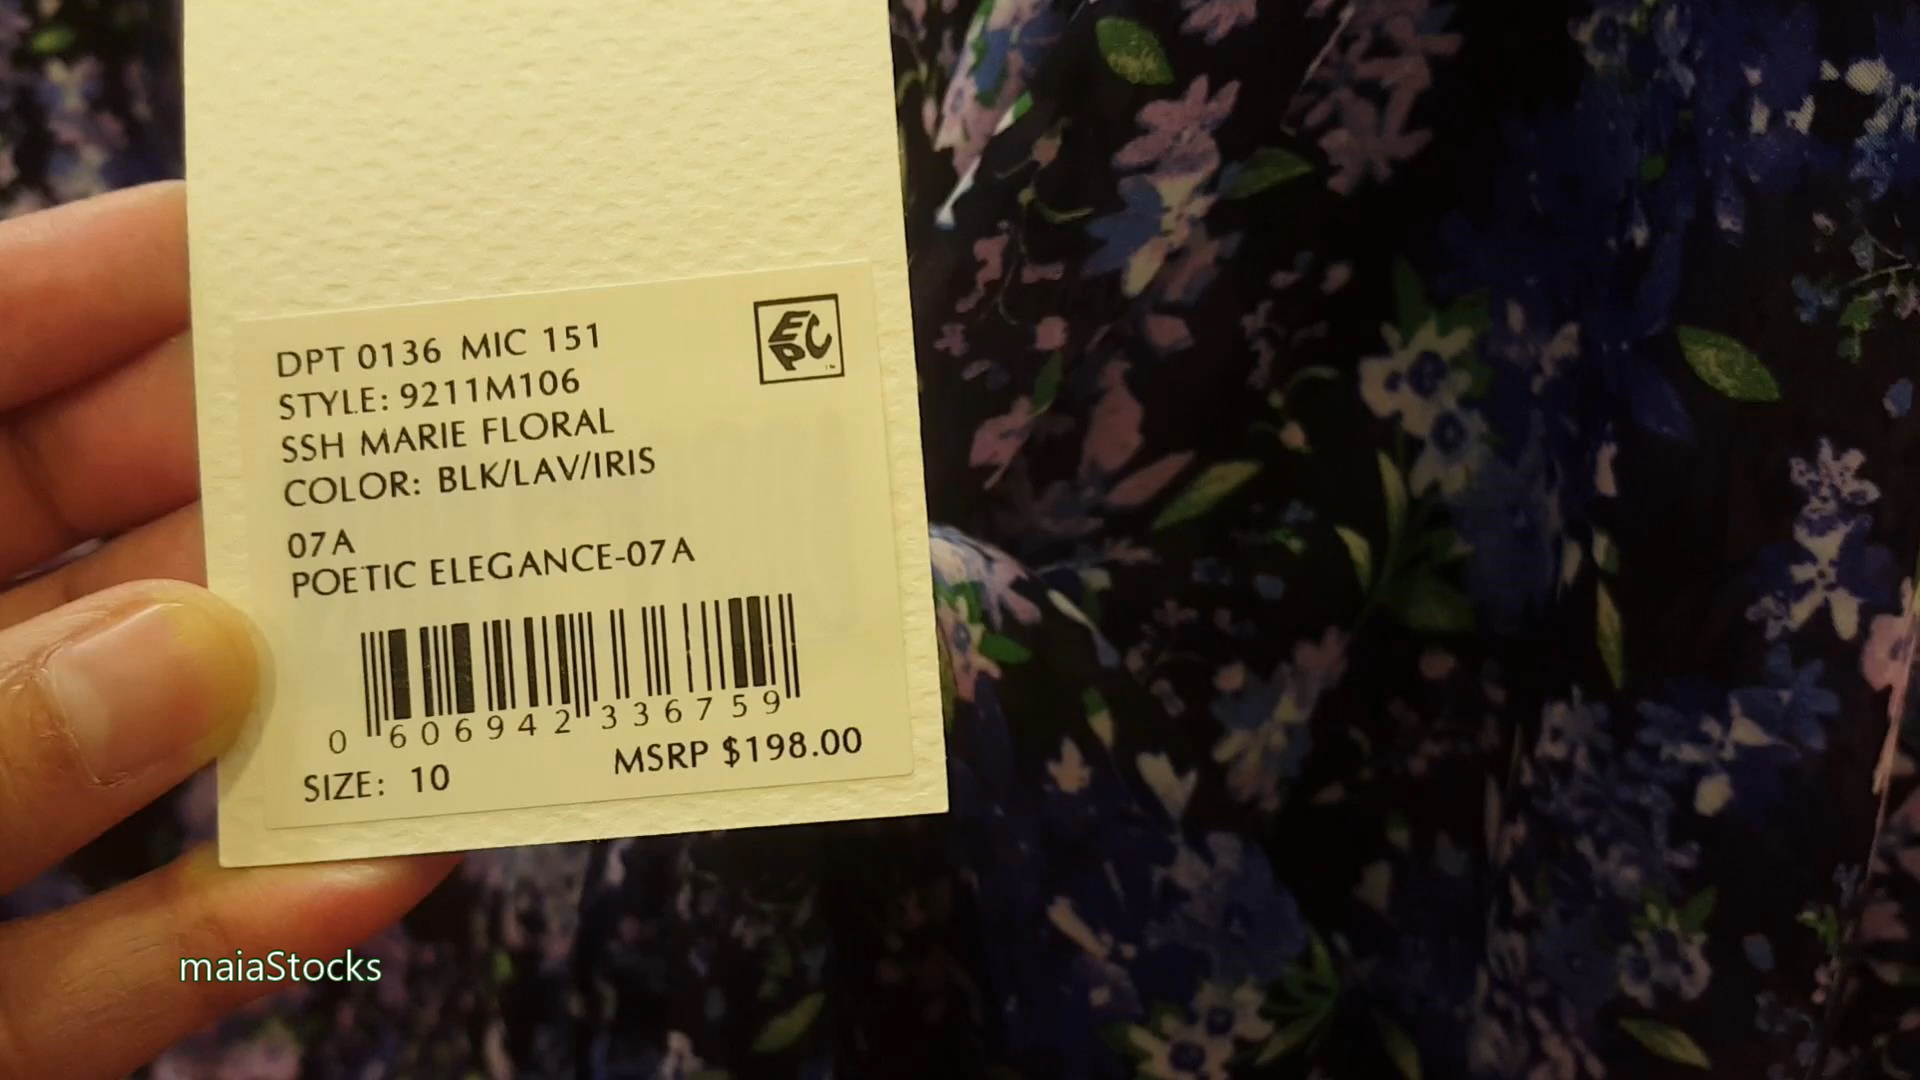 DPT 0136 MIC 151
EPC
STYLE: 9211M106
SSH MARIE FLORAL
COLOR: BLK/LAV/IRIS
07A
POETIC ELEGANCE-07A
0 606942 336759
SIZE: 10 MSRP $198.00
maiaStocks